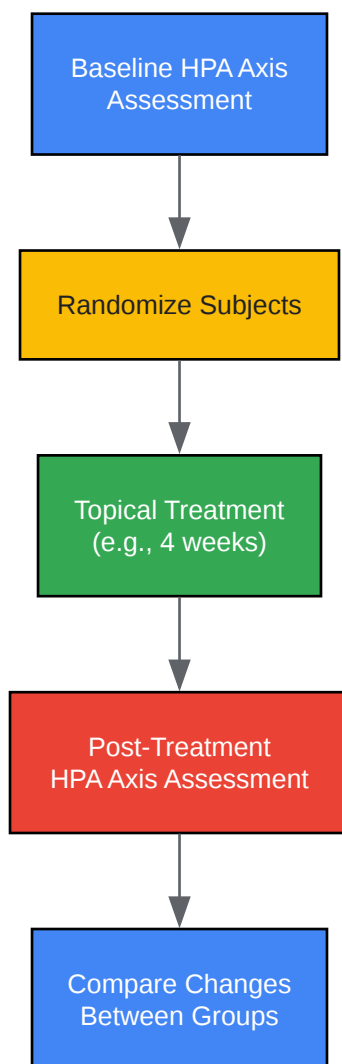 Baseline HPA Axis
Assessment
Randomize Subjects
Topical Treatment
(e.g., 4 weeks)
Post-Treatment
HPA Axis Assessment
Compare Changes
Between Groups